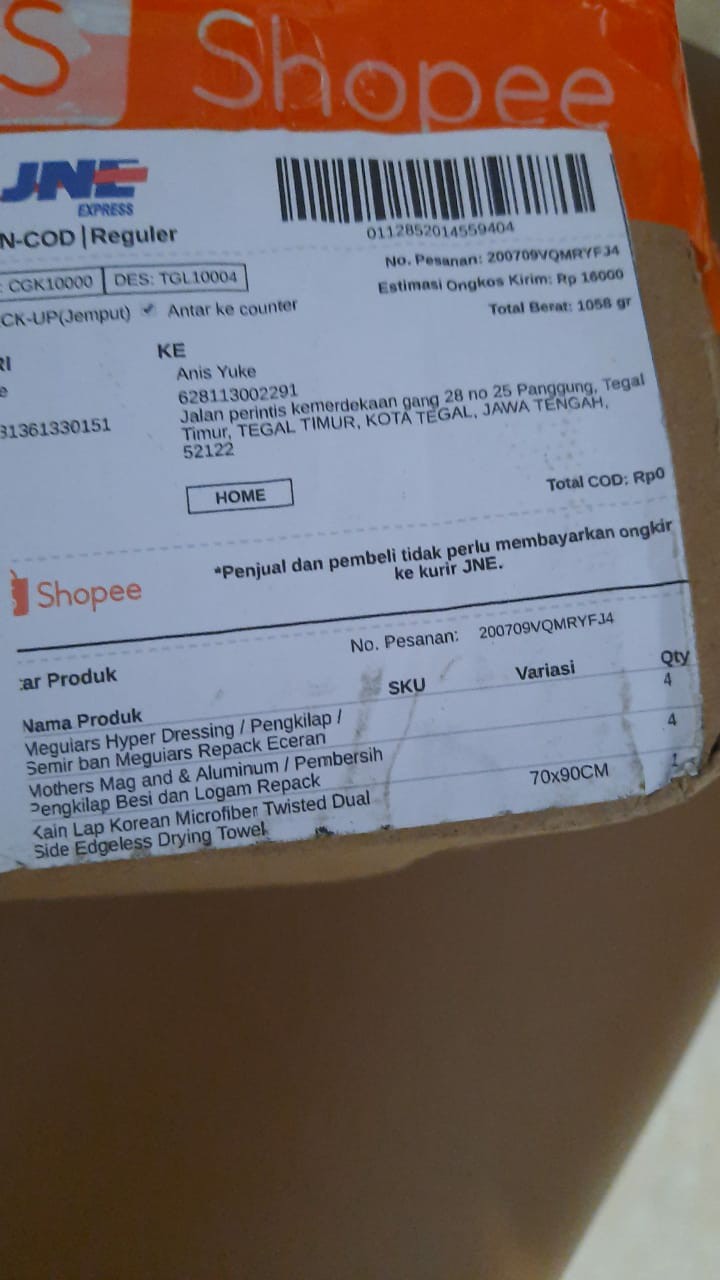 S Shopee
JNE
EXPRESS
N-COD | Reguler
0112852014559404
: CGK10000 DES: TGL10004
No. Pesanan: 200709VQMRYFJ4
Estimasi Ongkos Kirim: Rp 16000
Total Berat: 1058 gr
CK-UP(Jemput) ✓ Antar ke counter
RI
e
31361330151
KE
Anis Yuke
628113002291
Jalan perintis kemerdekaan gang 28 no 25 Panggung, Tegal
Timur, TEGAL TIMUR, KOTA TEGAL, JAWA TENGAH,
52122
HOME
Total COD: Rp0
Shopee
*Penjual dan pembeli tidak perlu membayarkan ongkir
ke kurir JNE.
No. Pesanan: 200709VQMRYFJ4
ar Produk
Nama Produk SKU Variasi Qty
Meguiars Hyper Dressing / Pengkilap / 4
Semir ban Meguiars Repack Eceran
Mothers Mag and & Aluminum / Pembersih 4
Pengkilap Besi dan Logam Repack
Kain Lap Korean Microfiber Twisted Dual 70x90CM 1
Side Edgeless Drying Towel